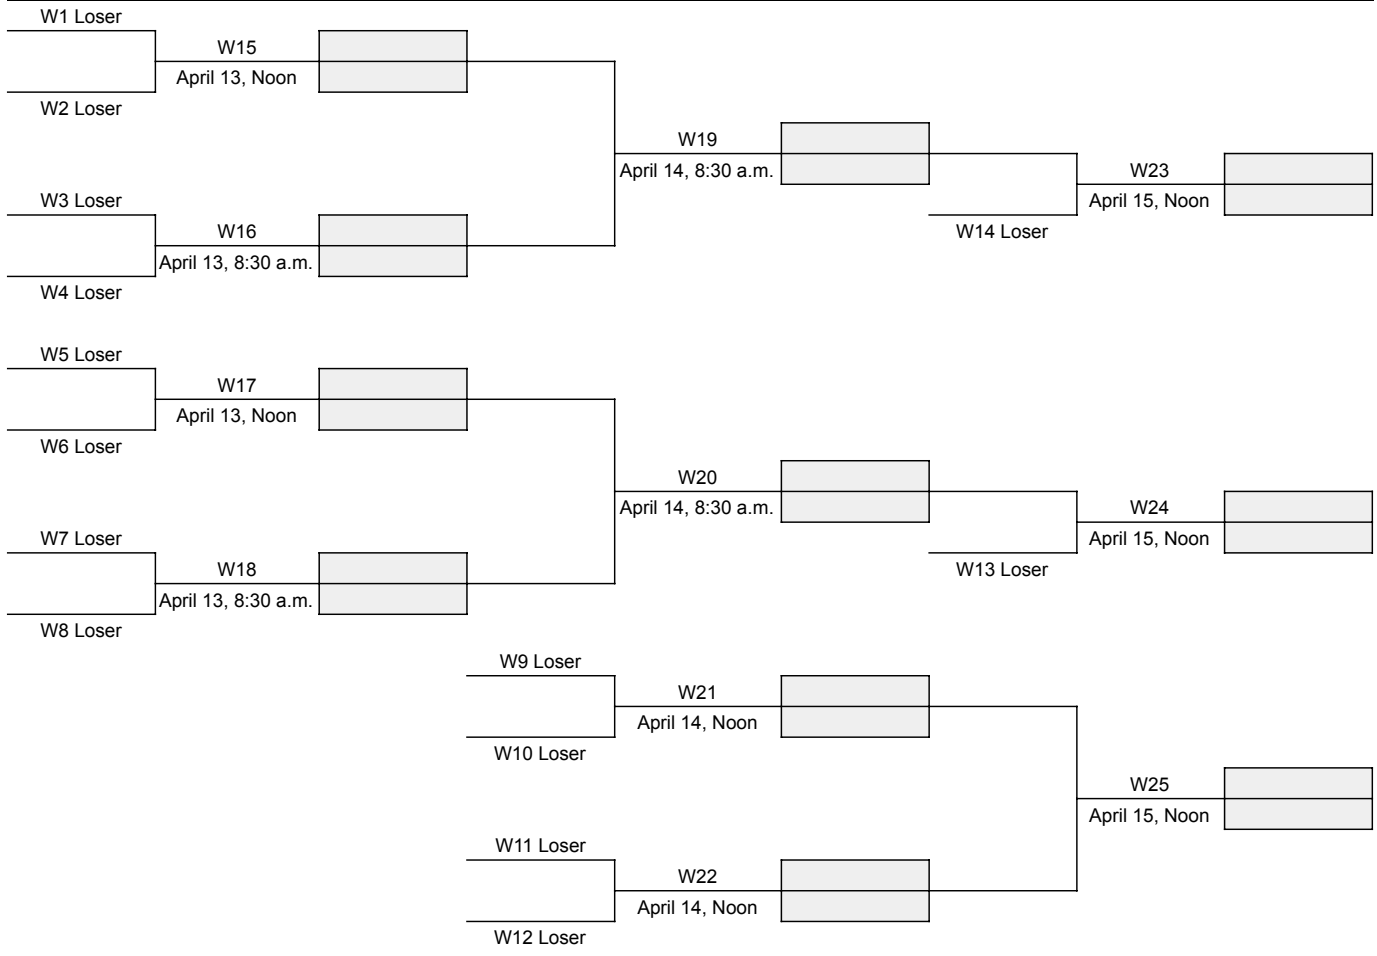 W1 Loser
W15
April 13, Noon
W2 Loser
W19
April 14, 8:30 a.m.
W23
April 15, Noon
W3 Loser
W16
April 13, 8:30 a.m.
W14 Loser
W4 Loser
W5 Loser
W17
April 13, Noon
W6 Loser
W20
April 14, 8:30 a.m.
W24
April 15, Noon
W7 Loser
W18
April 13, 8:30 a.m.
W13 Loser
W8 Loser
W9 Loser
W21
April 14, Noon
W10 Loser
W25
April 15, Noon
W11 Loser
W22
April 14, Noon
W12 Loser